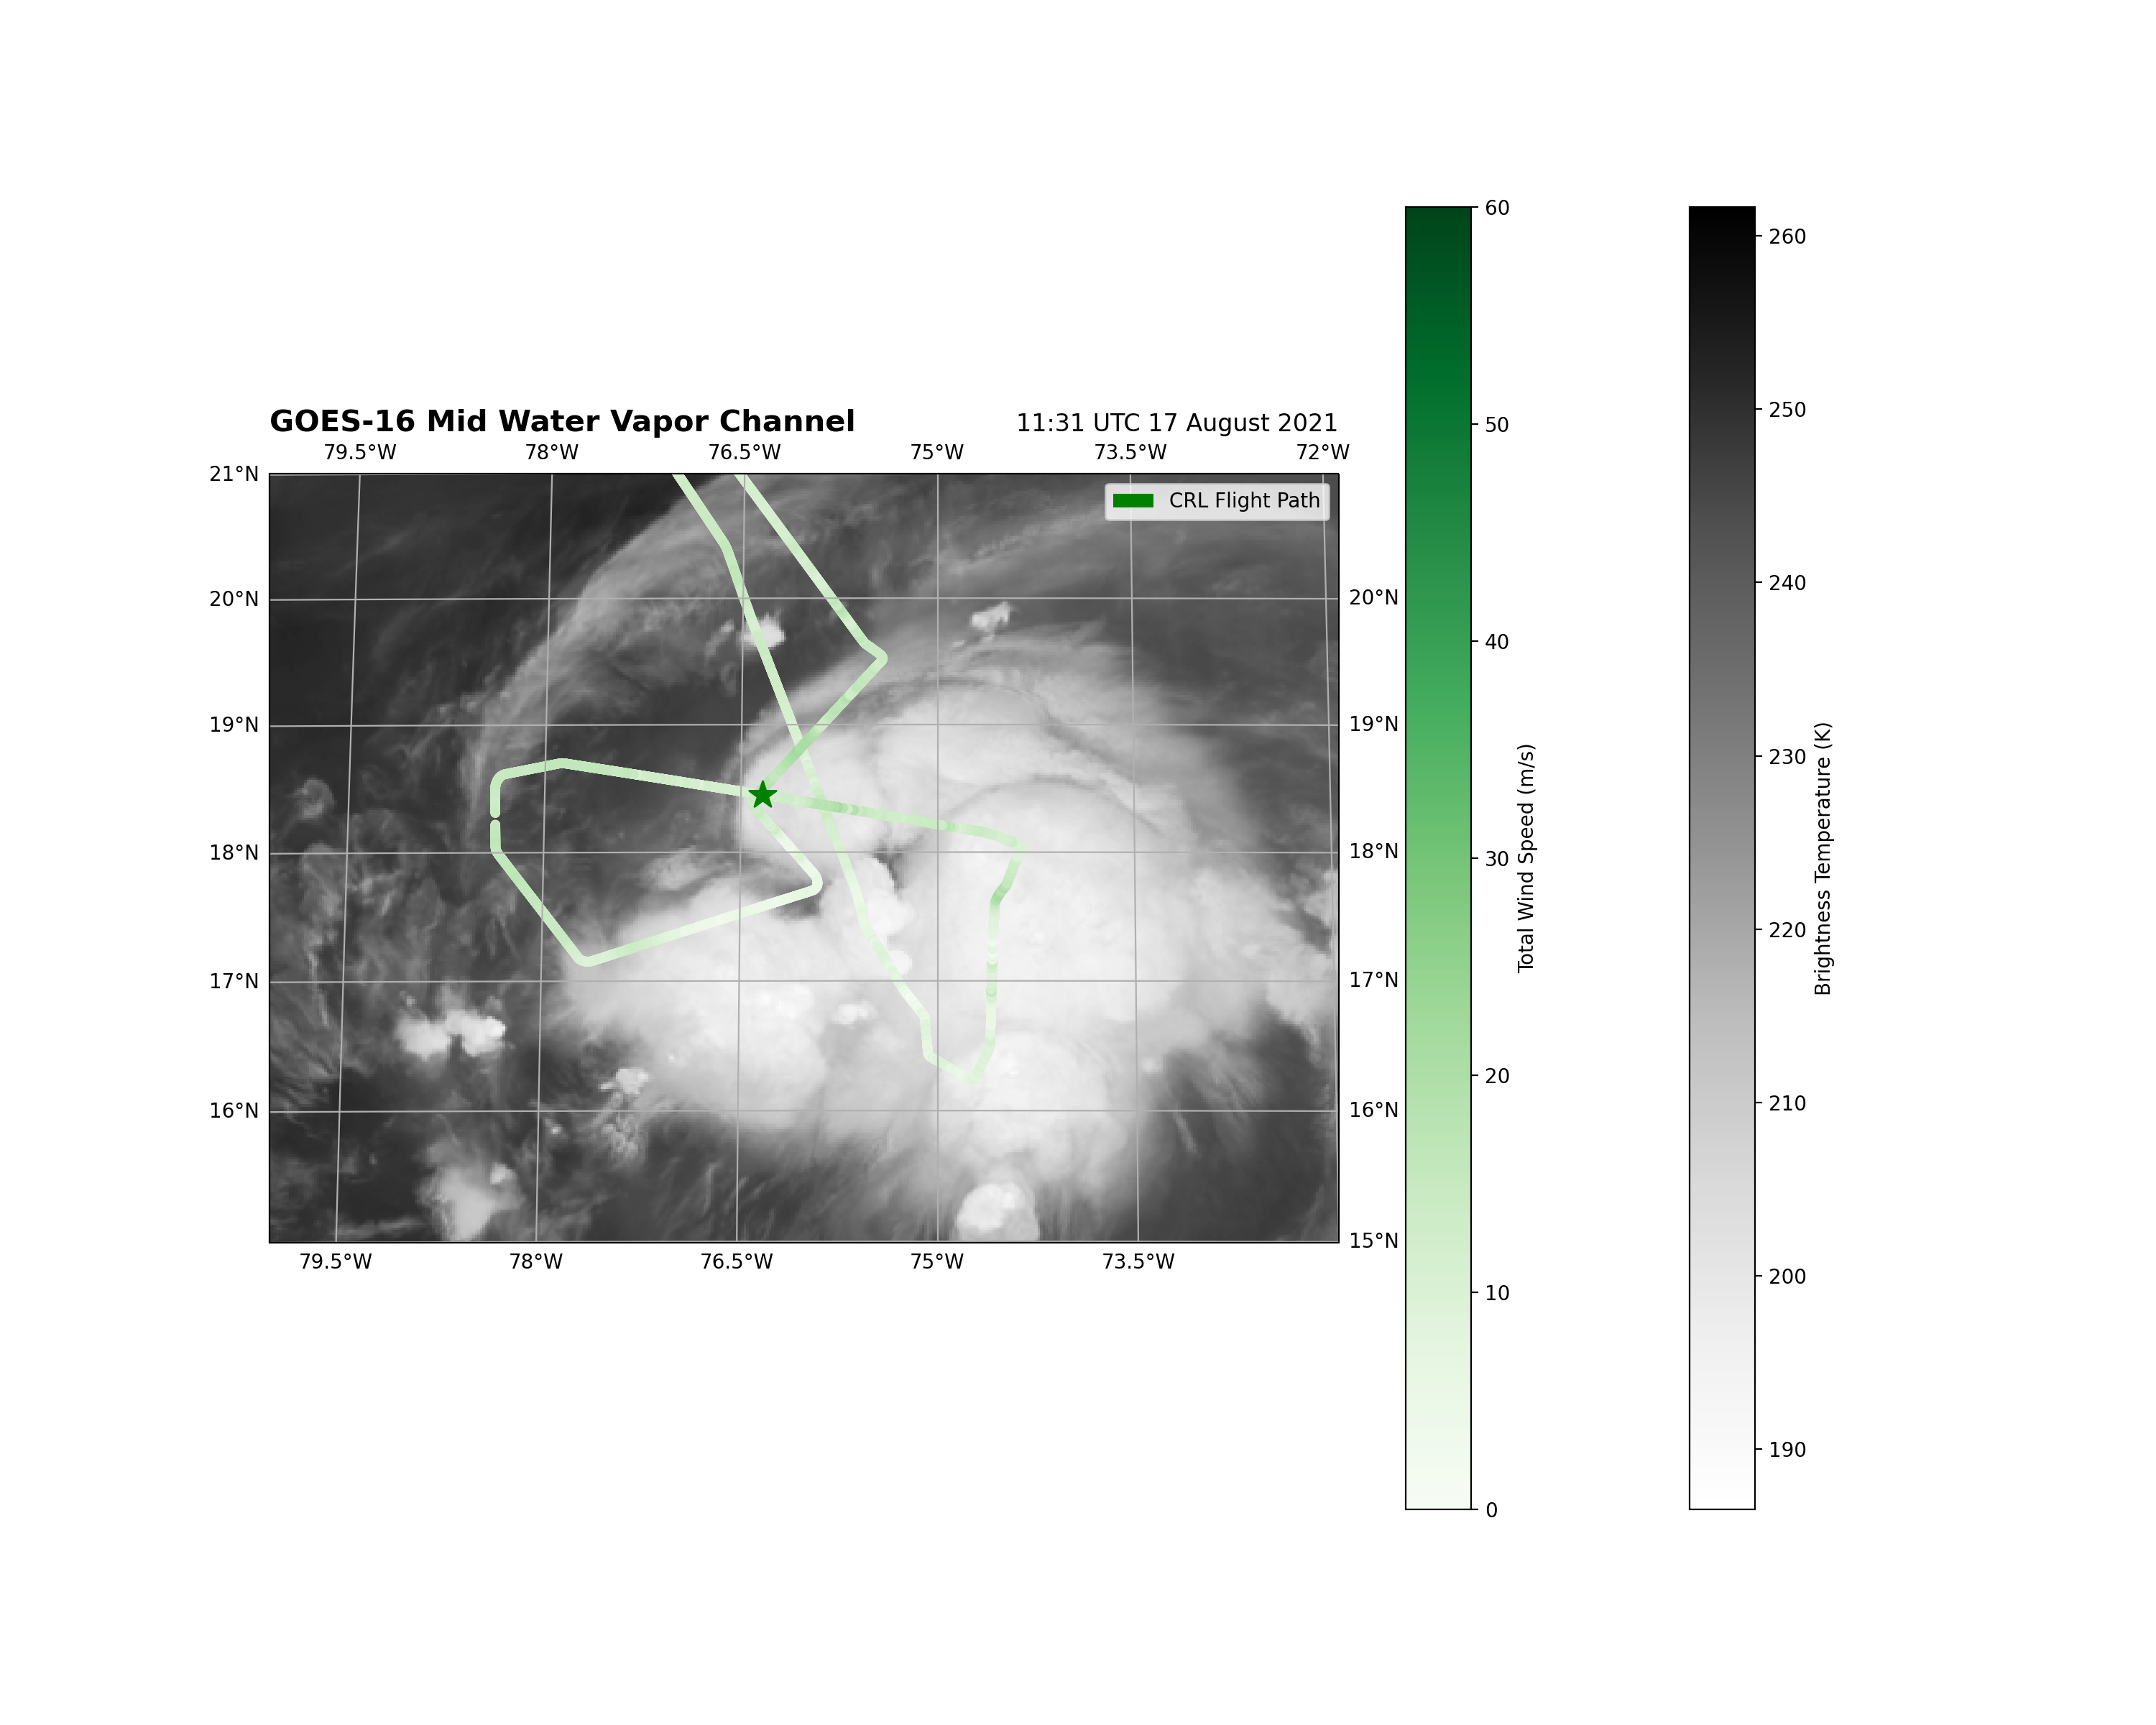 GOES-16 Mid Water Vapor Channel
11:31 UTC 17 August 2021
79.5°W 78°W 76.5°W 75°W 73.5°W 72°W
21°N
CRL Flight Path
20°N 20°N
19°N 19°N
18°N 18°N
17°N 17°N
16°N 16°N
15°N
79.5°W 78°W 76.5°W 75°W 73.5°W
60
50
40
30
20
10
0
Total Wind Speed (m/s)
260
250
240
230
220
210
200
190
Brightness Temperature (K)